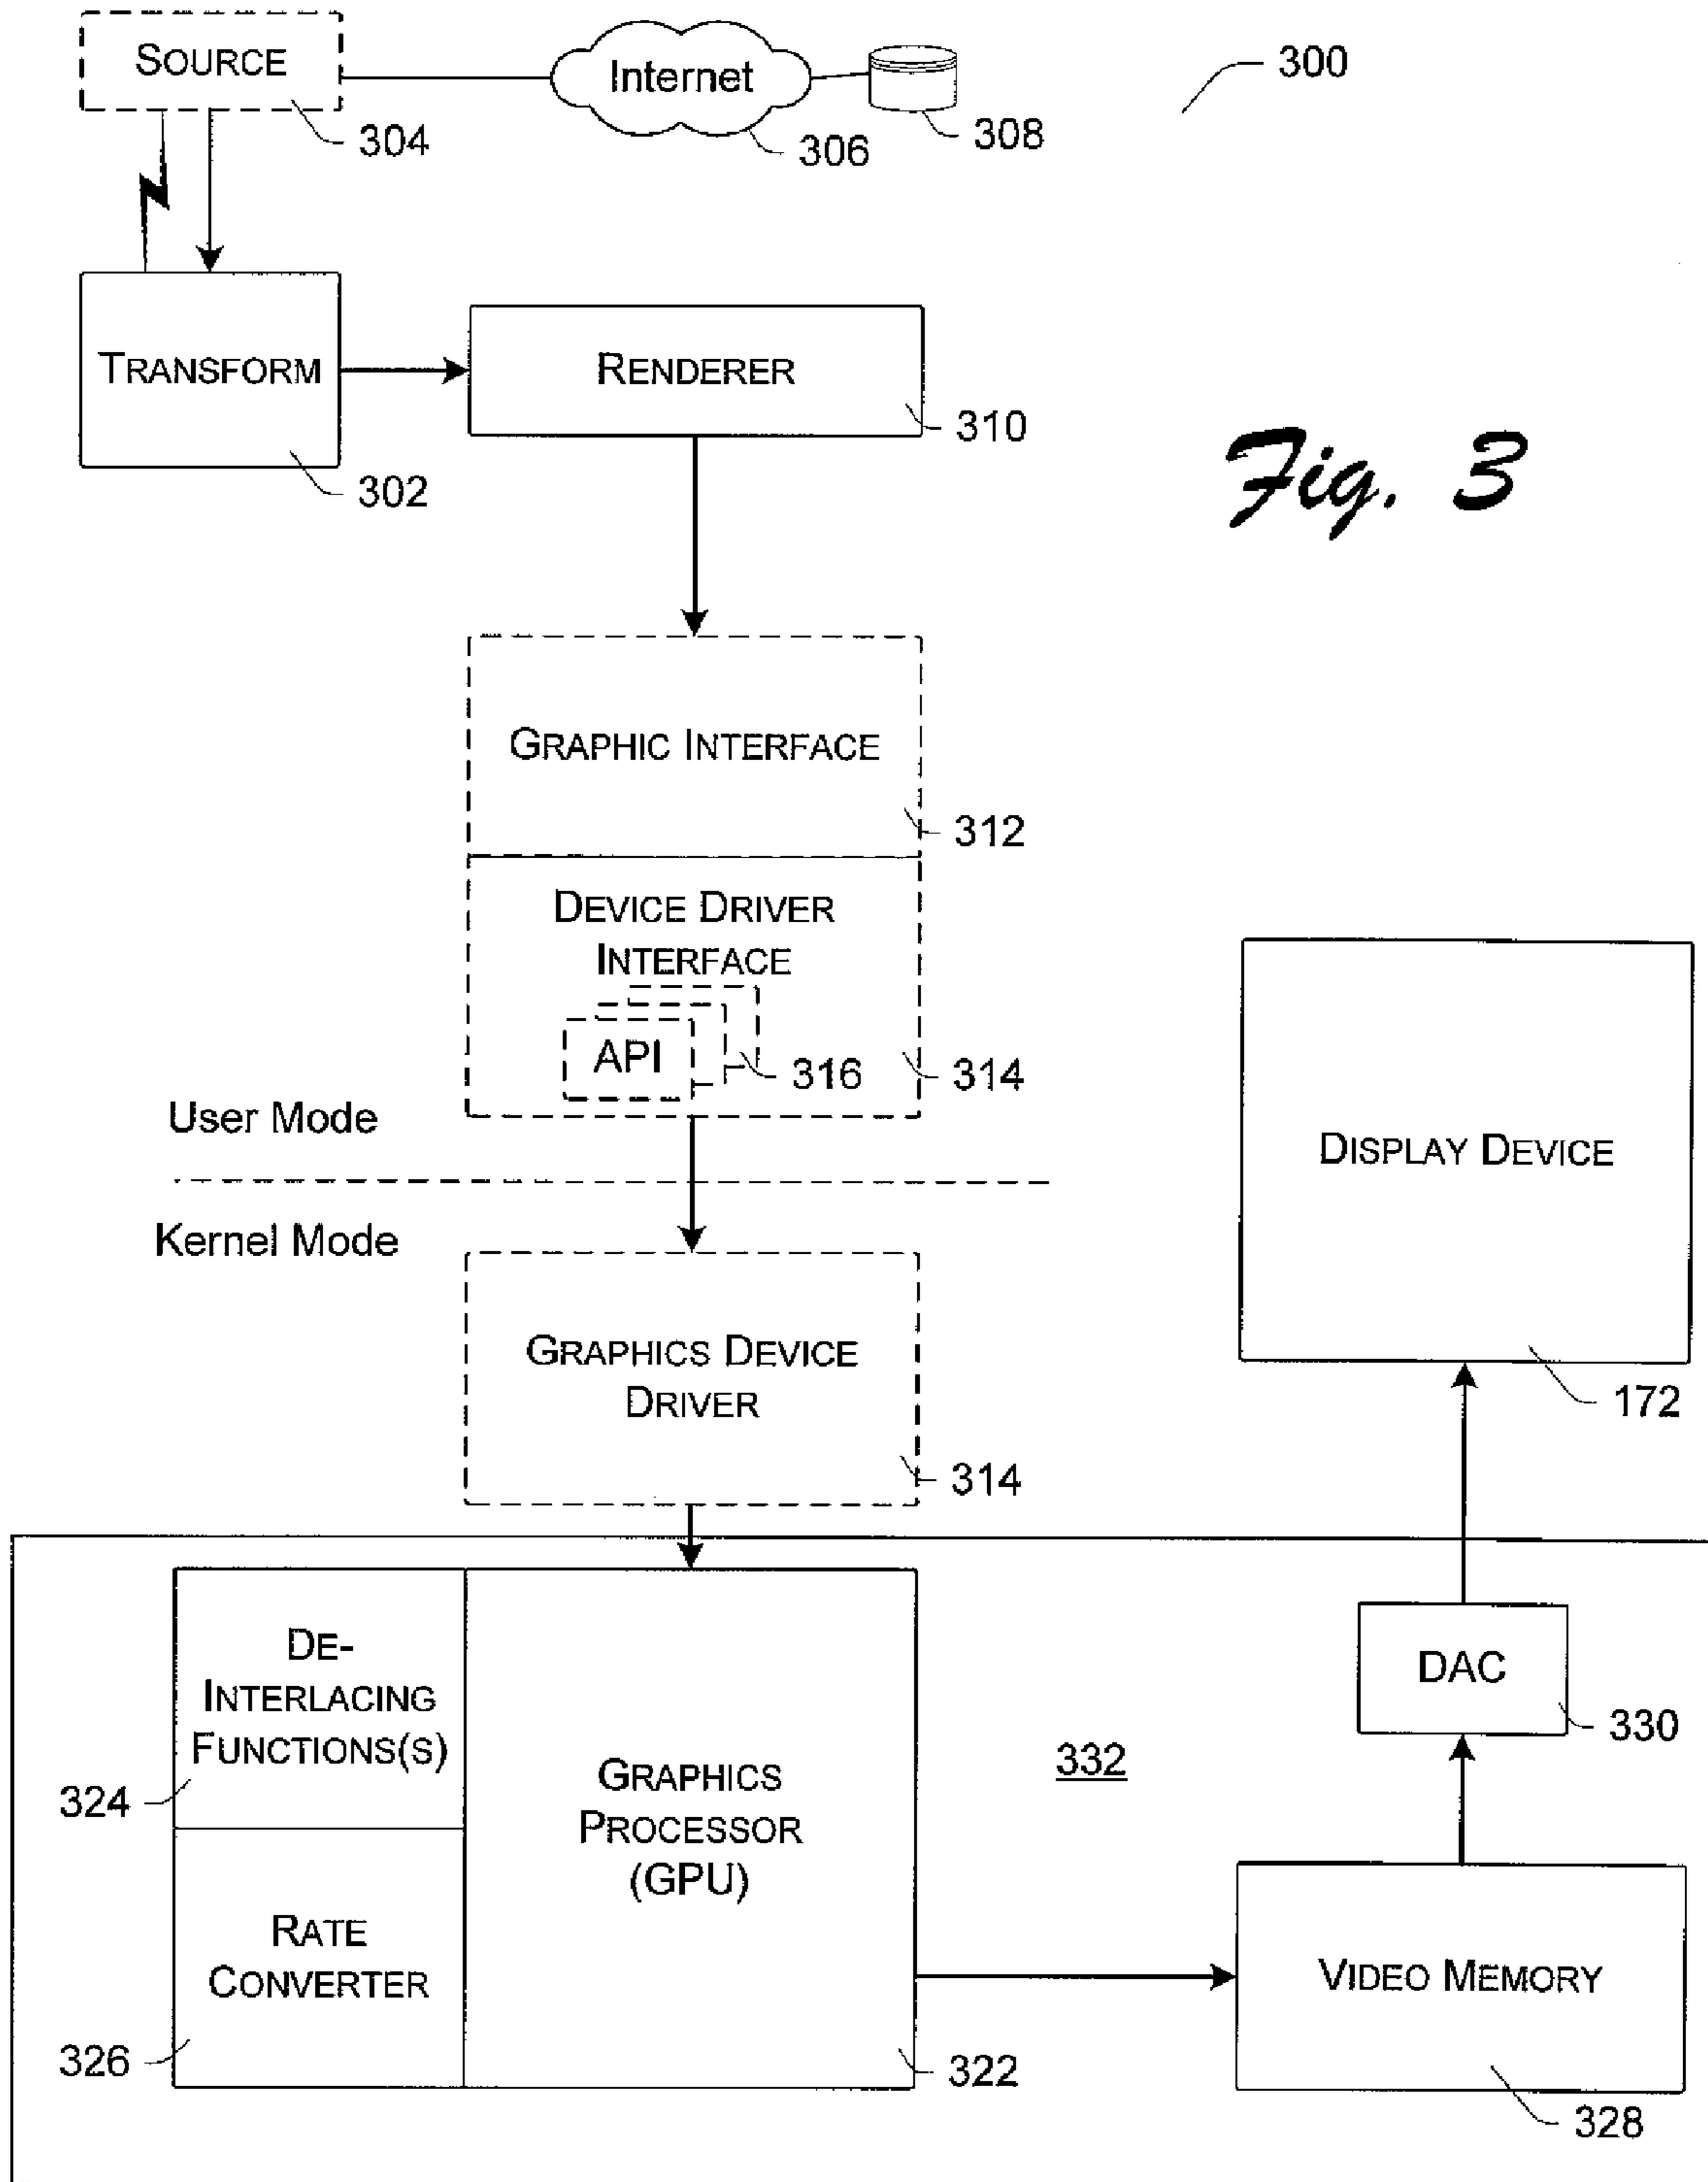 SOURCE
304
Internet
306
308
300
TRANSFORM
302
RENDERER
310
Fig. 3
GRAPHIC INTERFACE
312
DEVICE DRIVER
INTERFACE
API
316
314
User Mode
Kernel Mode
DISPLAY DEVICE
172
GRAPHICS DEVICE
DRIVER
314
DE-
INTERLACING
FUNCTIONS(S)
324
RATE
CONVERTER
326
GRAPHICS
PROCESSOR
(GPU)
322
332
DAC
330
VIDEO MEMORY
328